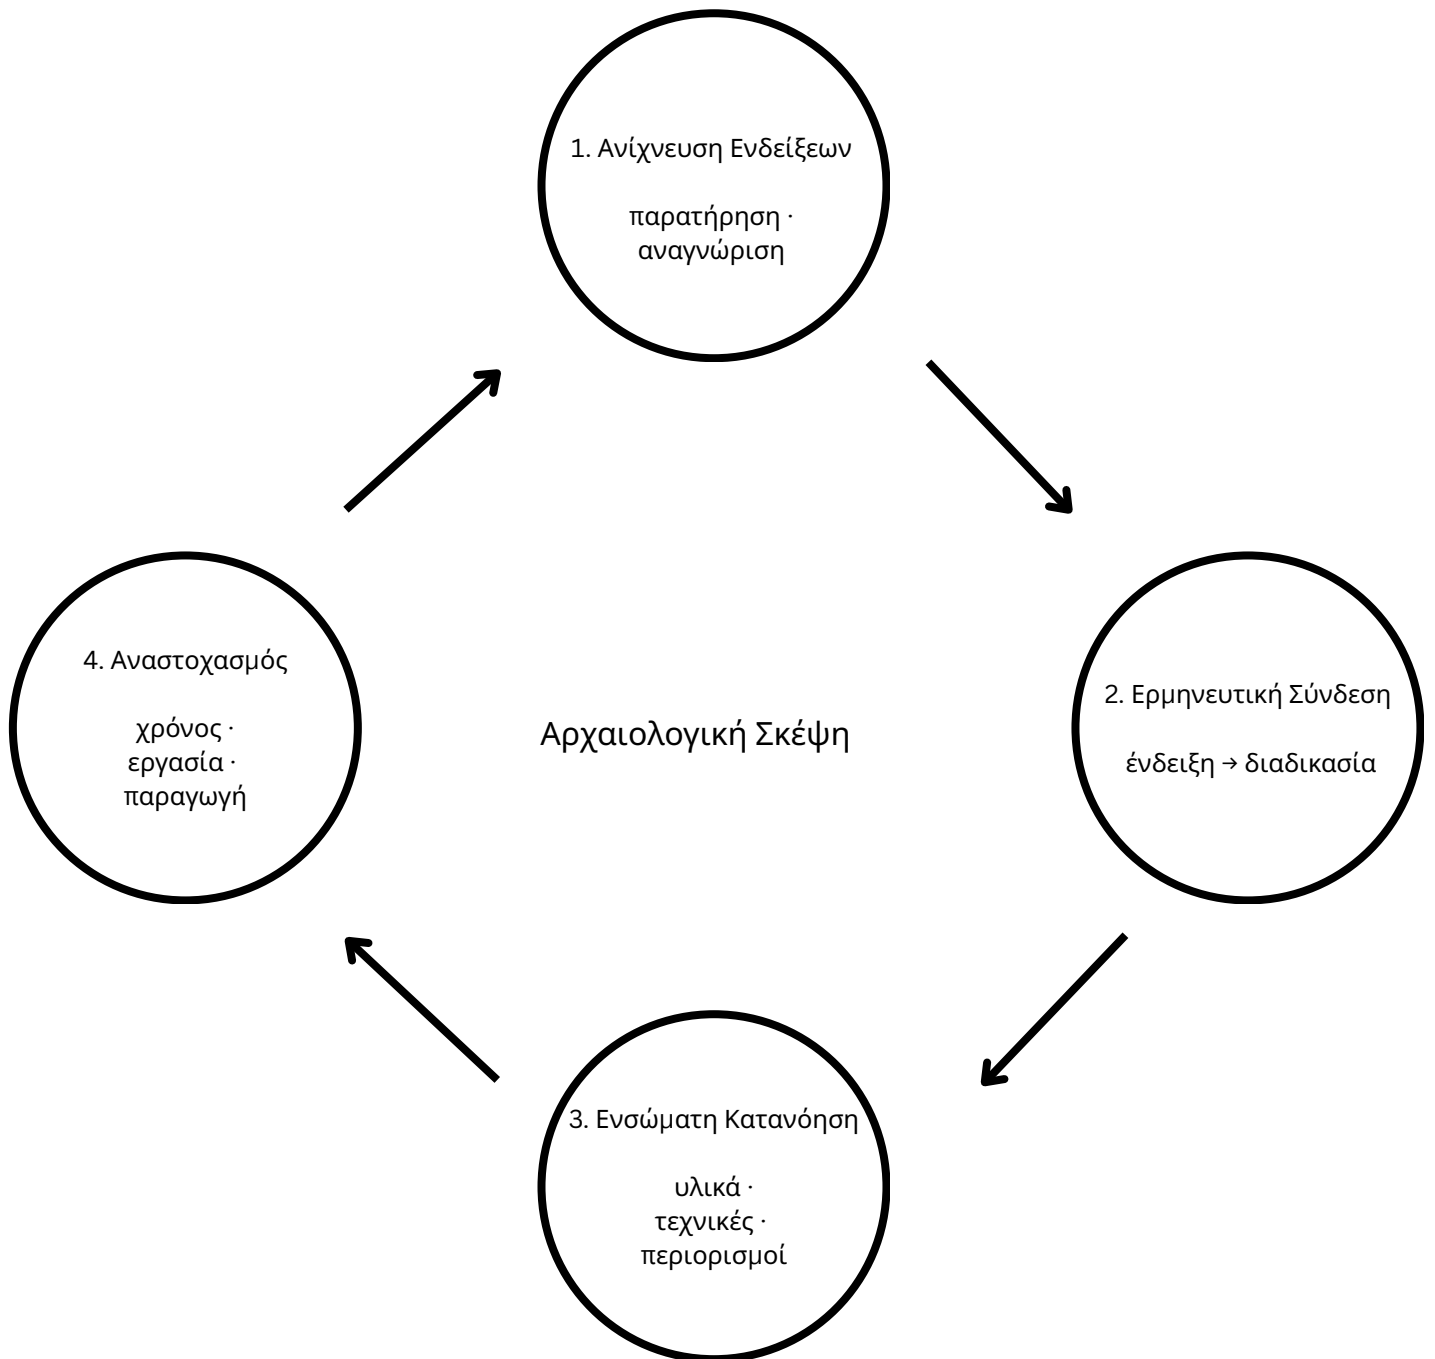 1. Ανίχνευση Ενδείξεων
παρατήρηση ·
αναγνώριση
2. Ερμηνευτική Σύνδεση
ένδειξη → διαδικασία
3. Ενσώματη Κατανόηση
υλικά ·
τεχνικές ·
περιορισμοί
4. Αναστοχασμός
χρόνος ·
εργασία ·
παραγωγή
Αρχαιολογική Σκέψη